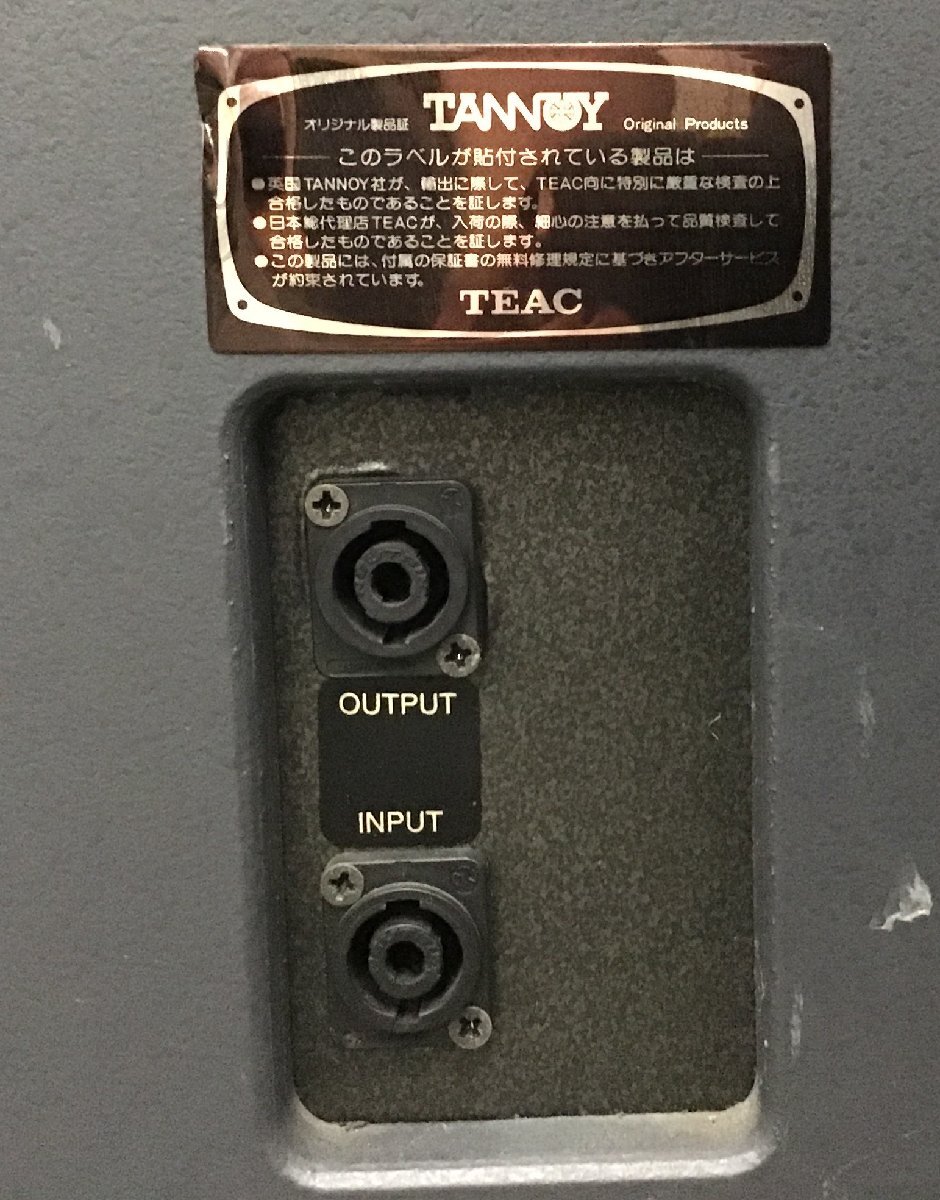 オリジナル製品証 TANNOY Original Products
このラベルが貼付されている製品は
●英国TANNOY社が、輸出に際して、TEAC向に特別に厳重な検査の上
合格したものであることを証します。
●日本総代理店TEACが、入荷の際、細心の注意を払って品質検査して
合格したものであることを証します。
●この製品には、付属の保証書の無料修理規定に基づきアフターサービス
が約束されています。
TEAC
OUTPUT
INPUT